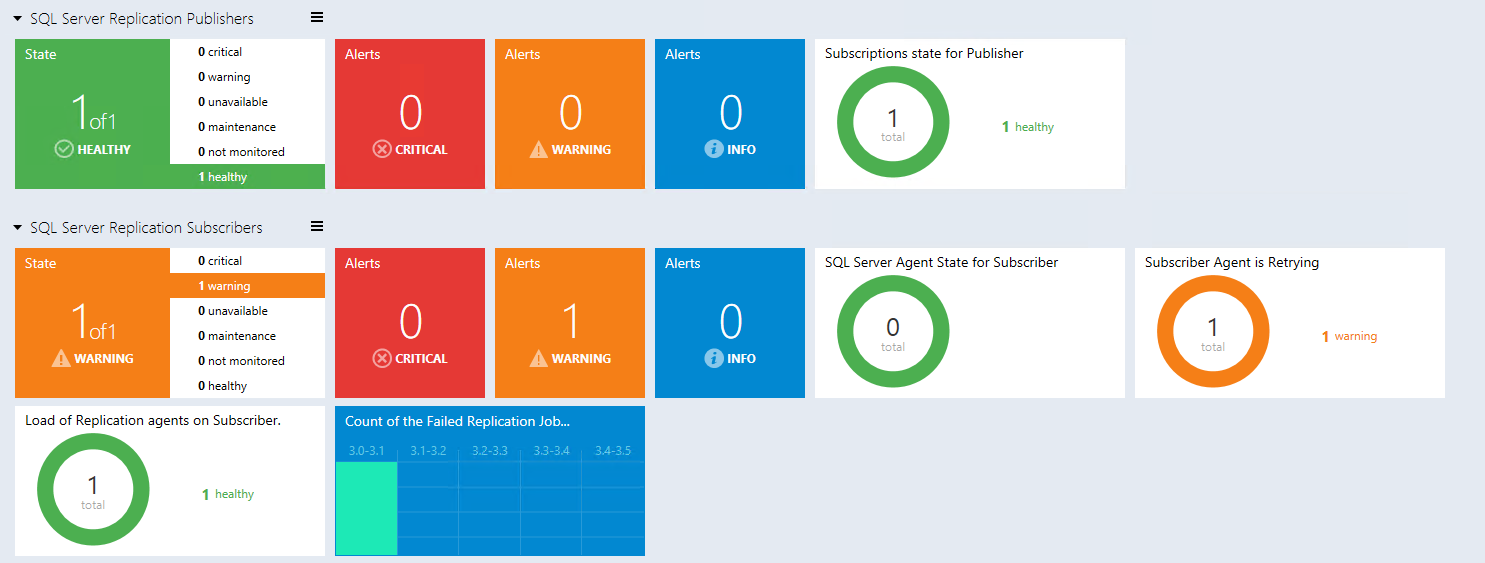 SQL Server Replication Publishers
State
1 of1
HEALTHY
0 critical
0 warning
0 unavailable
0 maintenance
0 not monitored
1 healthy
Alerts
0
CRITICAL
Alerts
0
WARNING
Alerts
0
INFO
Subscriptions state for Publisher
1
total
1 healthy
SQL Server Replication Subscribers
State
1 of1
WARNING
0 critical
1 warning
0 unavailable
0 maintenance
0 not monitored
0 healthy
Alerts
0
CRITICAL
Alerts
1
WARNING
Alerts
0
INFO
SQL Server Agent State for Subscriber
0
total
Subscriber Agent is Retrying
1
total
1 warning
Load of Replication agents on Subscriber.
1
total
1 healthy
Count of the Failed Replication Job...
3.0-3.1 3.1-3.2 3.2-3.3 3.3-3.4 3.4-3.5